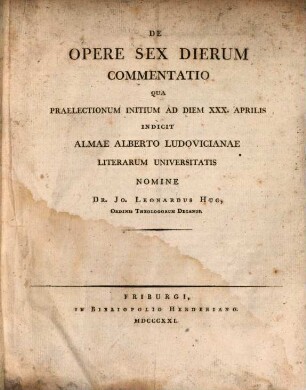 DE
OPERE SEX DIERUM
COMMENTATIO
QUA
PRAELECTIONUM INITIUM AD DIEM XXX. APRILIS
INDICIT
ALMAE ALBERTO LUDOVICIANAE
LITERARUM UNIVERSITATIS
NOMINE
DR. JO. LEONARDUS HUG,
ORDINIS THEOLOGORUM DECANUS.
FRIBURGI,
IN BIBLIOPOLIO HERDERIANO.
MDCCCXXI.